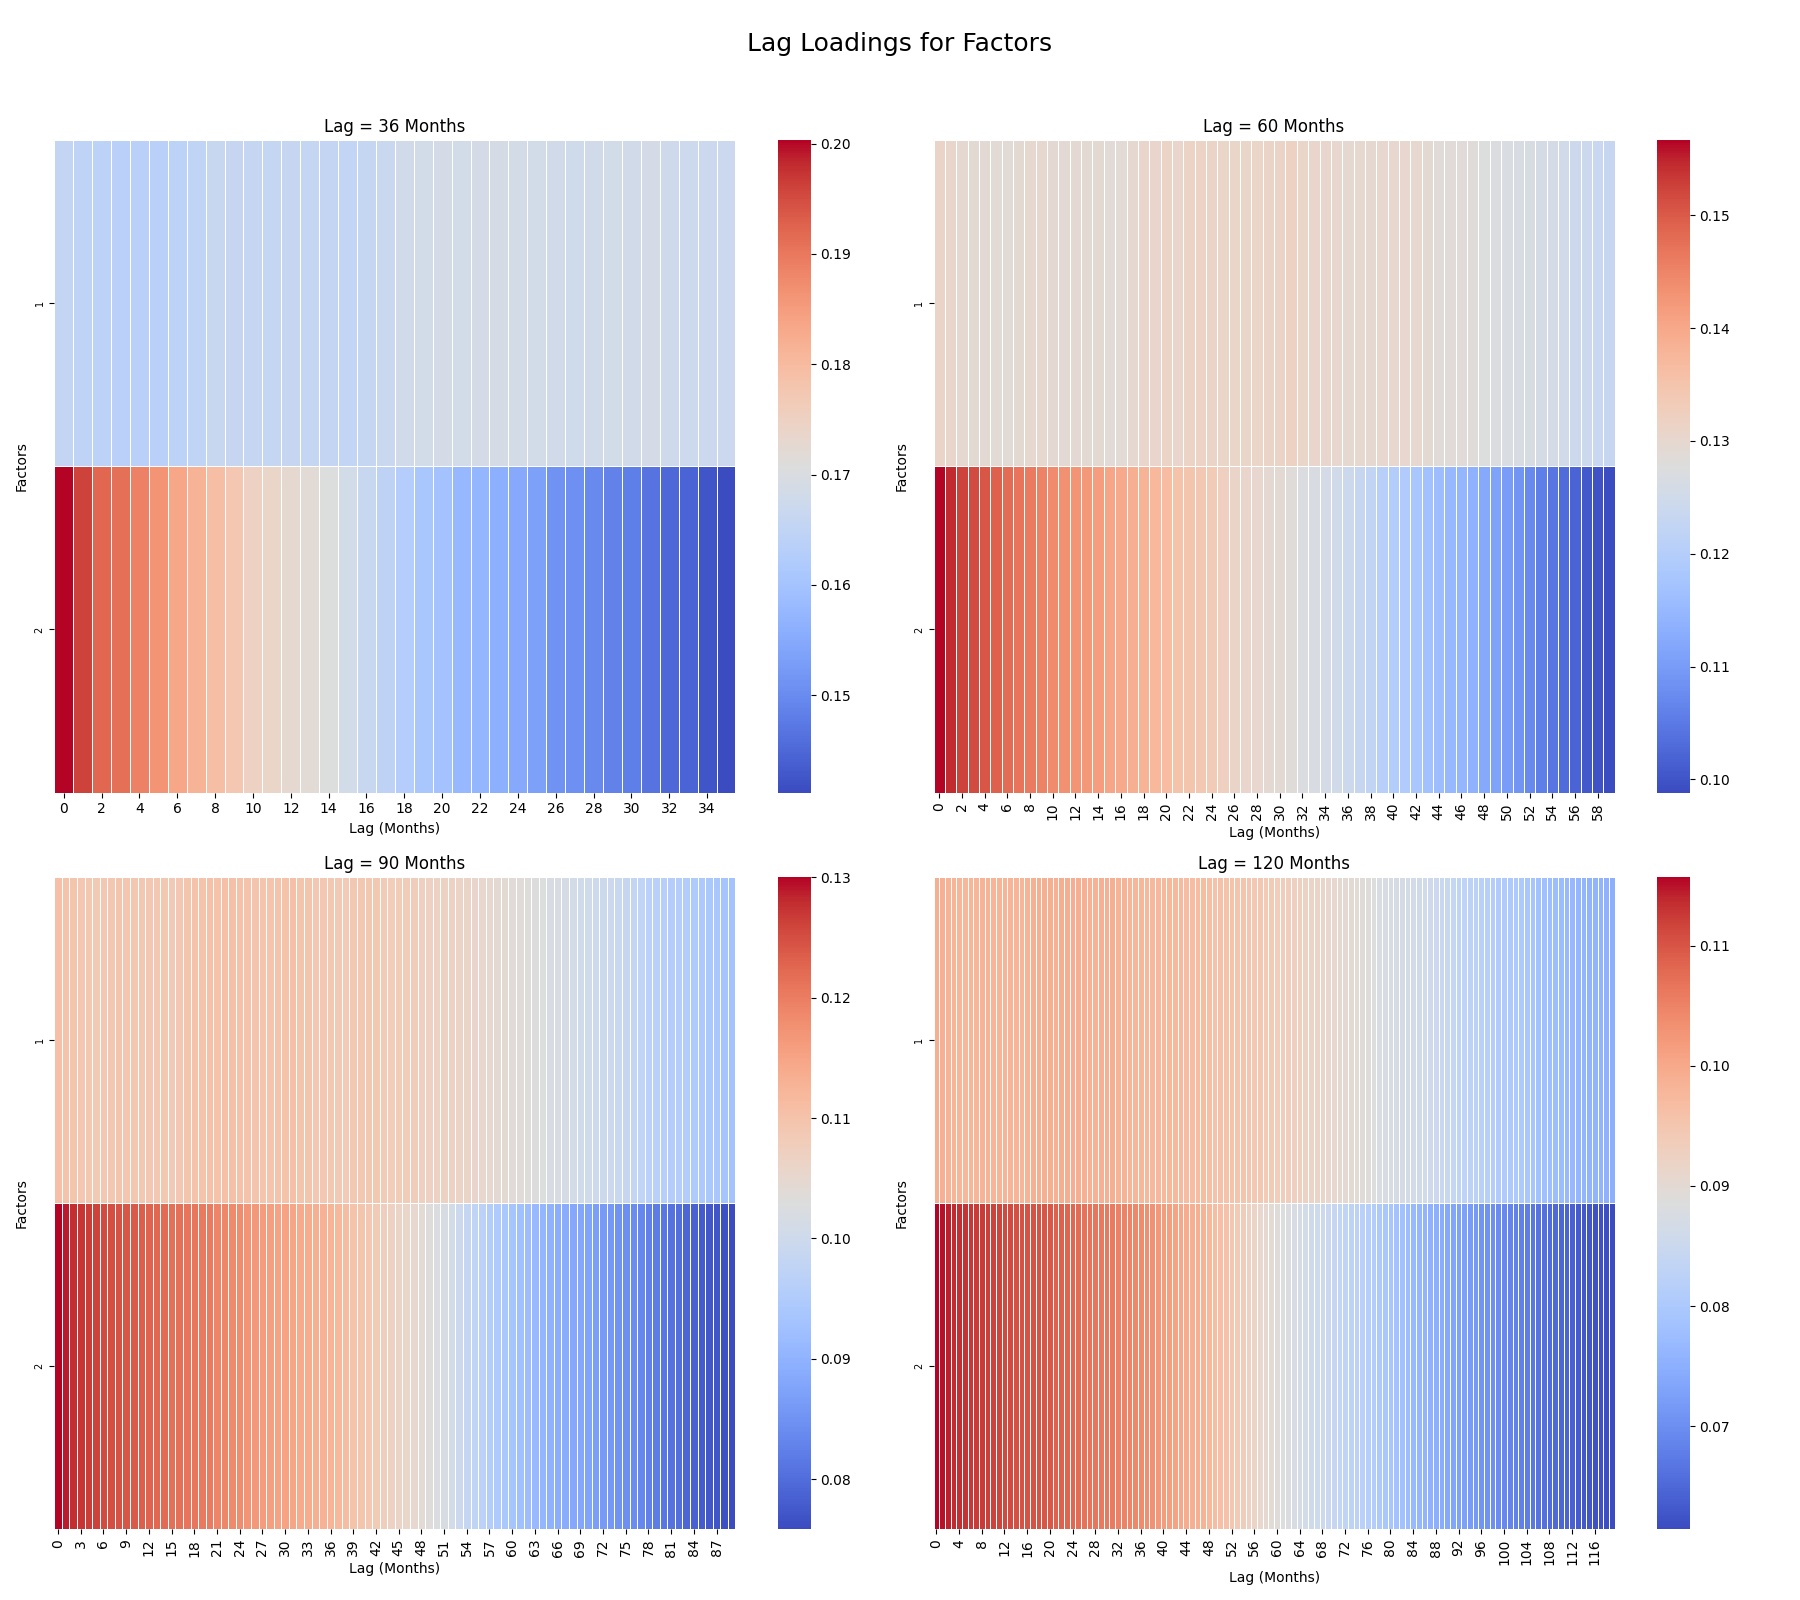 Lag Loadings for Factors
Lag = 36 Months
Factors
1
2
0 2 4 6 8 10 12 14 16 18 20 22 24 26 28 30 32 34
Lag (Months)
0.20
0.19
0.18
0.17
0.16
0.15
Lag = 60 Months
Factors
1
2
0 2 4 6 8 10 12 14 16 18 20 22 24 26 28 30 32 34 36 38 40 42 44 46 48 50 52 54 56 58
Lag (Months)
0.15
0.14
0.13
0.12
0.11
0.10
Lag = 90 Months
Factors
1
2
0 3 6 9 12 15 18 21 24 27 30 33 36 39 42 45 48 51 54 57 60 63 66 69 72 75 78 81 84 87
Lag (Months)
0.13
0.12
0.11
0.10
0.09
0.08
Lag = 120 Months
Factors
1
2
0 4 8 12 16 20 24 28 32 36 40 44 48 52 56 60 64 68 72 76 80 84 88 92 96 100 104 108 112 116
Lag (Months)
0.11
0.10
0.09
0.08
0.07